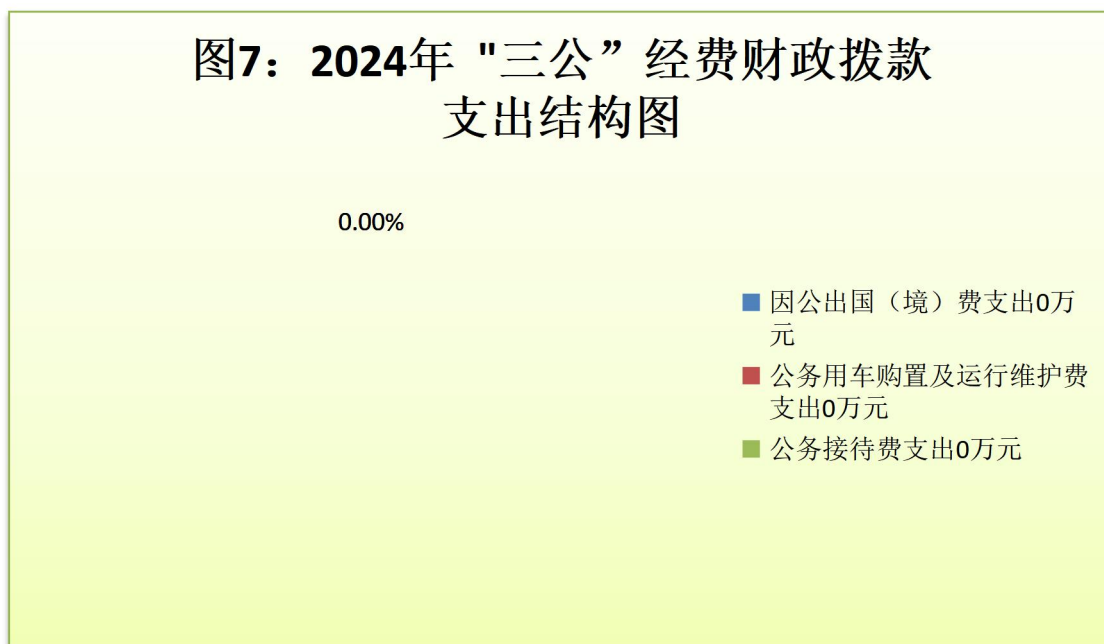 图7：2024年 "三公”经费财政拨款
支出结构图
0.00%
因公出国（境）费支出0万
元
公务用车购置及运行维护费
支出0万元
公务接待费支出0万元